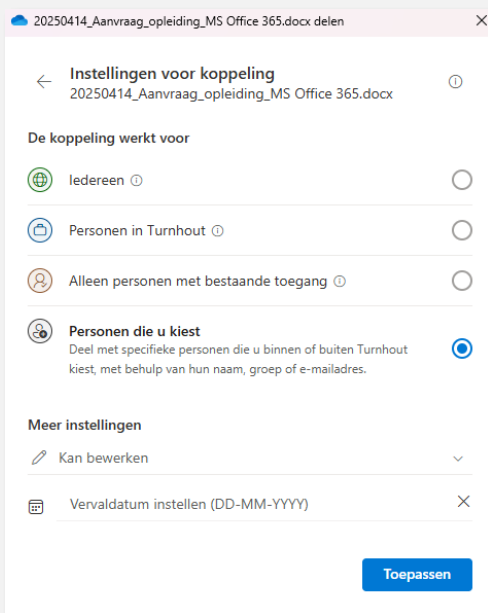 20250414_Aanvraag_opleiding_MS Office 365.docx delen
Instellingen voor koppeling
20250414_Aanvraag_opleiding_MS Office 365.docx
De koppeling werkt voor
Iedereen
Personen in Turnhout
Alleen personen met bestaande toegang
Personen die u kiest
Deel met specifieke personen die u binnen of buiten Turnhout
kiest, met behulp van hun naam, groep of e-mailadres.
Meer instellingen
Kan bewerken
Vervaldatum instellen (DD-MM-YYYY)
Toepassen